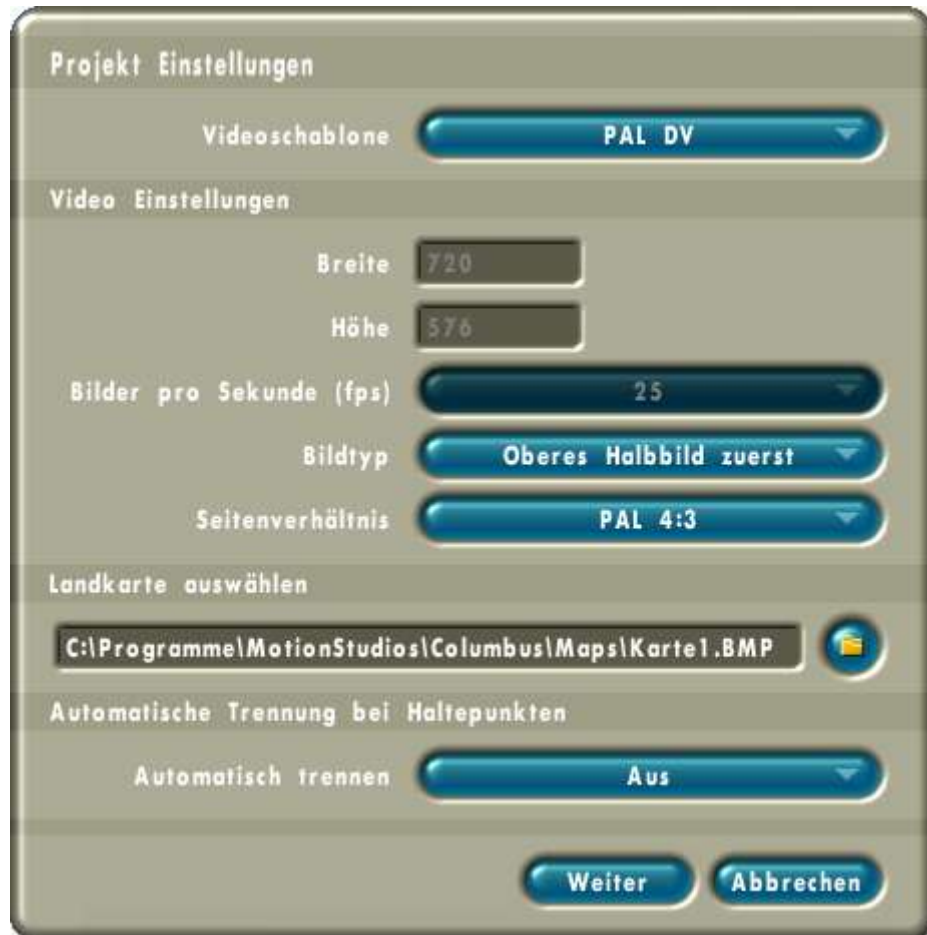 Projekt Einstellungen
Videoschablone PAL DV
Video Einstellungen
Breite 720
Höhe 576
Bilder pro Sekunde (fps) 25
Bildtyp Oberes Halbbild zuerst
Seitenverhältnis PAL 4:3
Landkarte auswählen
C:\Programme\MotionStudios\Columbus\Maps\Karte1.BMP
Automatische Trennung bei Haltepunkten
Automatisch trennen Aus
Weiter Abbrechen